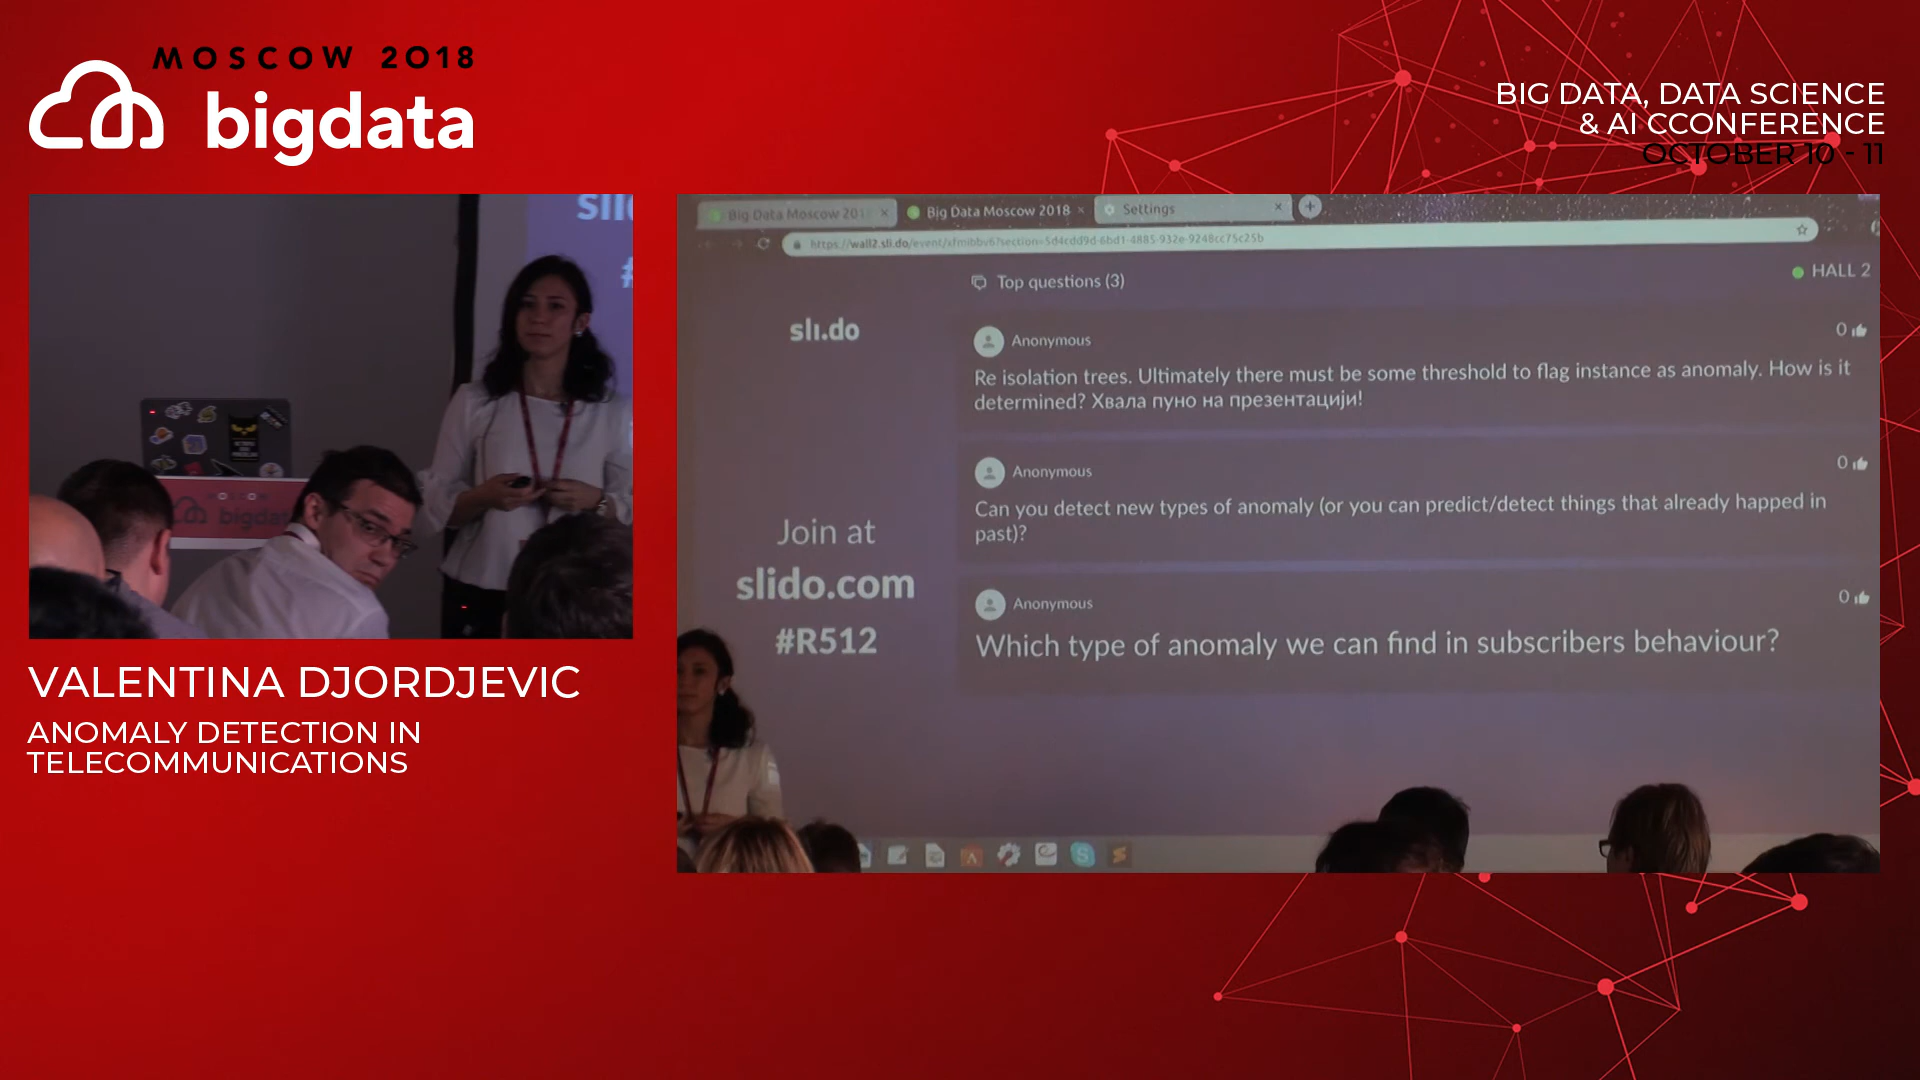 MOSCOW 2018
bigdata
BIG DATA, DATA SCIENCE
& AI CCONFERENCE
OCTOBER 10 - 11
VALENTINA DJORDJEVIC
ANOMALY DETECTION IN
TELECOMMUNICATIONS
Big Data Moscow 201
Big Data Moscow 2018
Settings
Top questions (3)
HALL 2
sli.do
Join at
slido.com
#R512
Anonymous
0
Re isolation trees. Ultimately there must be some threshold to flag instance as anomaly. How is it
determined? Хвала пуно на презентацији!
Anonymous
0
Can you detect new types of anomaly (or you can predict/detect things that already happed in
past)?
Anonymous
0
Which type of anomaly we can find in subscribers behaviour?